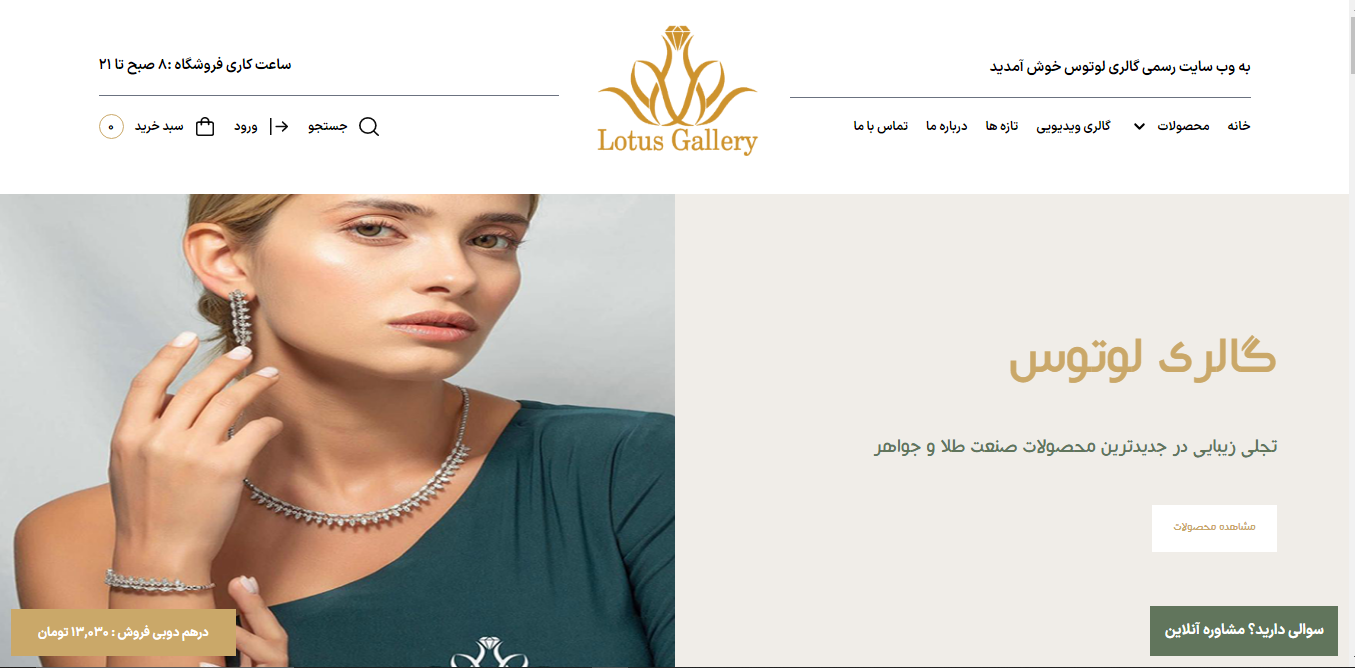 به وب سایت رسمی گالری لوتوس خوش آمدید
ساعت کاری فروشگاه :۸ صبح تا ۲۱
Lotus Gallery
خانه محصولات گالری ویدیویی تازه ها درباره ما تماس با ما
جستجو ورود سبد خرید ۰
گالری لوتوس
تجلی زیبایی در جدیدترین محصولات صنعت طلا و جواهر
مشاهده محصولات
سوالی دارید؟ مشاوره آنلاین
درهم دوبی فروش : ۱۳,۰۳۰ تومان